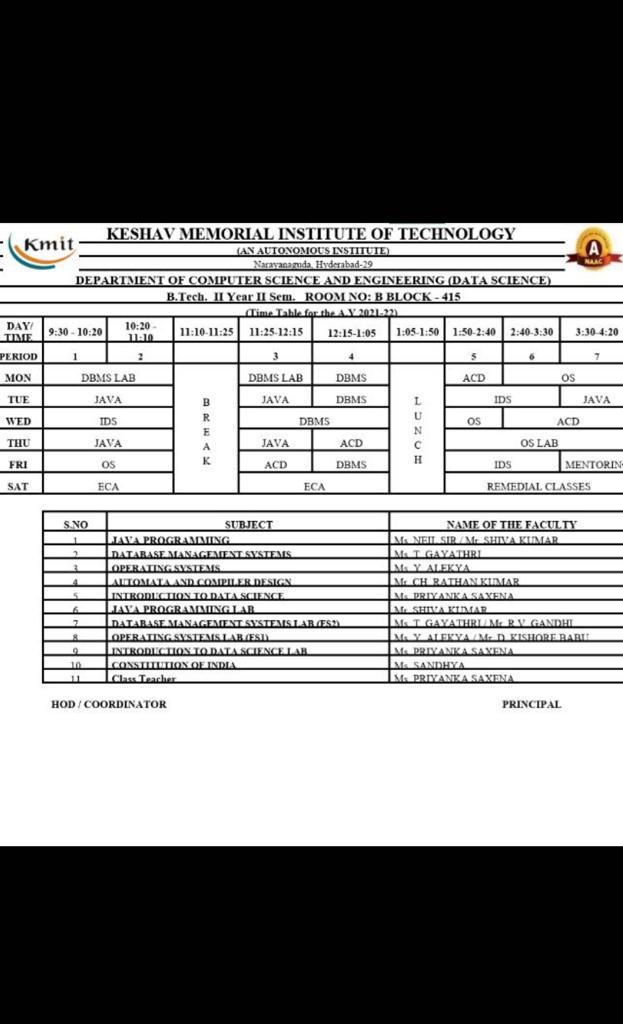 Kmit
KESHAV MEMORIAL INSTITUTE OF TECHNOLOGY
(AN AUTONOMOUS INSTITUTE)
Narayanaguda, Hyderabad-29
A
NAAC
DEPARTMENT OF COMPUTER SCIENCE AND ENGINEERING (DATA SCIENCE)
B.Tech. II Year II Sem. ROOM NO: B BLOCK - 415
(Time Table for the A.Y 2021-22)
DAY/ TIME 9:30 - 10:20 10:20 - 11:10 11:10-11:25 11:25-12:15 12:15-1:05 1:05-1:50 1:50-2:40 2:40-3:30 3:30-4:20
PERIOD 1 2 BREAK 3 4 LUNCH 5 6 7
MON DBMS LAB DBMS LAB DBMS ACD OS
TUE JAVA JAVA DBMS IDS JAVA
WED IDS DBMS OS ACD
THU JAVA JAVA ACD OS LAB
FRI OS ACD DBMS IDS MENTORIN
SAT ECA ECA REMEDIAL CLASSES
S.NO SUBJECT NAME OF THE FACULTY
1 JAVA PROGRAMMING Ms. NEIL SIR / Mr. SHIVA KUMAR
2 DATABASE MANAGEMENT SYSTEMS Ms. T. GAYATHRI
3 OPERATING SYSTEMS Ms. Y. ALEKYA
4 AUTOMATA AND COMPILER DESIGN Mr. CH. RATHAN KUMAR
5 INTRODUCTION TO DATA SCIENCE Ms. PRIYANKA SAXENA
6 JAVA PROGRAMMING LAB Mr. SHIVA KUMAR
7 DATABASE MANAGEMENT SYSTEMS LAB (FS2) Ms. T. GAYATHRI / Mr. R.V. GANDHI
8 OPERATING SYSTEMS LAB (FS1) Ms. Y. ALEKYA / Mr. D. KISHORE BABU
9 INTRODUCTION TO DATA SCIENCE LAB Ms. PRIYANKA SAXENA
10 CONSTITUTION OF INDIA Ms. SANDHYA
11 Class Teacher Ms. PRIYANKA SAXENA
HOD / COORDINATOR PRINCIPAL